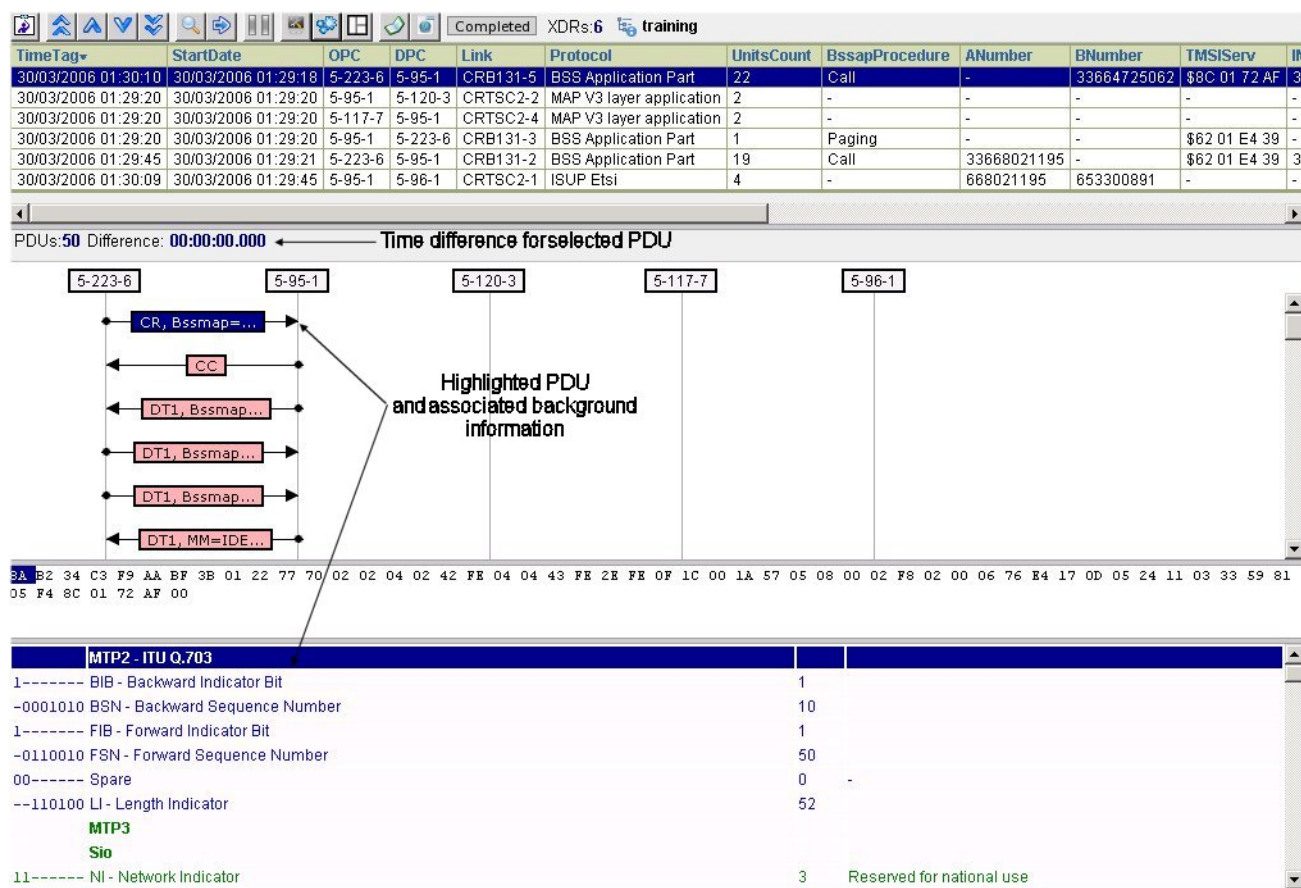 Completed XDRs:6 training
TimeTag StartDate OPC DPC Link Protocol UnitsCount BssapProcedure ANumber BNumber TMSIServ
30/03/2006 01:30:10 30/03/2006 01:29:18 5-223-6 5-95-1 CRB131-5 BSS Application Part 22 Call - 33664725062 $8C 01 72 AF 3
30/03/2006 01:29:20 30/03/2006 01:29:20 5-95-1 5-120-3 CRTSC2-2 MAP V3 layer application 2 - - - - -
30/03/2006 01:29:20 30/03/2006 01:29:20 5-117-7 5-95-1 CRTSC2-4 MAP V3 layer application 2 - - - - -
30/03/2006 01:29:20 30/03/2006 01:29:20 5-95-1 5-223-6 CRB131-3 BSS Application Part 1 Paging - - $62 01 E4 39 -
30/03/2006 01:29:45 30/03/2006 01:29:21 5-223-6 5-95-1 CRB131-2 BSS Application Part 19 Call 33668021195 - $62 01 E4 39 3
30/03/2006 01:30:09 30/03/2006 01:29:45 5-95-1 5-96-1 CRTSC2-1 ISUP Etsi 4 - 668021195 653300891 - -
PDUs:50 Difference: 00:00:00.000 Time difference forselected PDU
5-223-6 5-95-1 5-120-3 5-117-7 5-96-1
CR, Bssmap=...
CC
DT1, Bssmap...
DT1, Bssmap...
DT1, Bssmap...
DT1, MM=IDE...
Highlighted PDU
and associated background
information
8A B2 34 C3 F9 AA BF 3B 01 22 77 70 02 02 04 02 42 FE 04 04 43 FE 2E FE 0F 1C 00 1A 57 05 08 00 02 F8 02 00 06 76 E4 17 0D 05 24 11 03 33 59 81
05 F4 8C 01 72 AF 00
MTP2 - ITU Q.703
1------- BIB - Backward Indicator Bit 1
-0001010 BSN - Backward Sequence Number 10
1------- FIB - Forward Indicator Bit 1
-0110010 FSN - Forward Sequence Number 50
00------ Spare 0 -
--110100 LI - Length Indicator 52
MTP3
Sio
11------ NI - Network Indicator 3 Reserved for national use